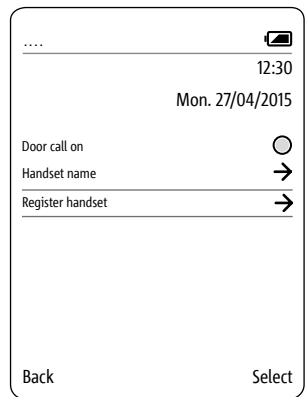 ....
12:30
Mon. 27/04/2015
Door call on
Handset name
Register handset
Back Select